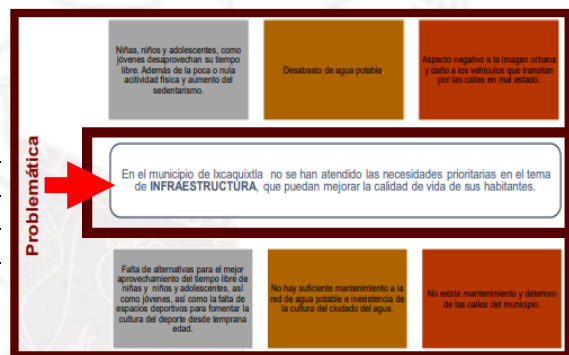 Problemática
Niñas, niños y adolescentes, como
jóvenes desaprovechan su tiempo
libre. Además de la poca o nula
acitividad física y aumento del
sedentarismo.
Desabasto de agua potable.
Aspecto negativo a la imagen urbana
y daño a los vehículos que transitan
por las calles en mal estado.
En el municipio de Ixcaquixtla no se han atendido las necesidades prioritarias en el tema
de INFRAESTRUCTURA, que puedan mejorar la calidad de vida de sus habitantes.
Falta de alternativas para el mejor
aprovechamiento del tiempo libre de
niñas y niños y adolescentes, así
como jóvenes, así como la falta de
espacios deportivos para fomentar la
cultura del deporte desde temprana
edad.
No hay suficiente mantenimiento a la
red de agua potable e inexistencia de
la cultura del ciudado del agua.
No existe mantenimiento y deterioro
de las calles del municipio.